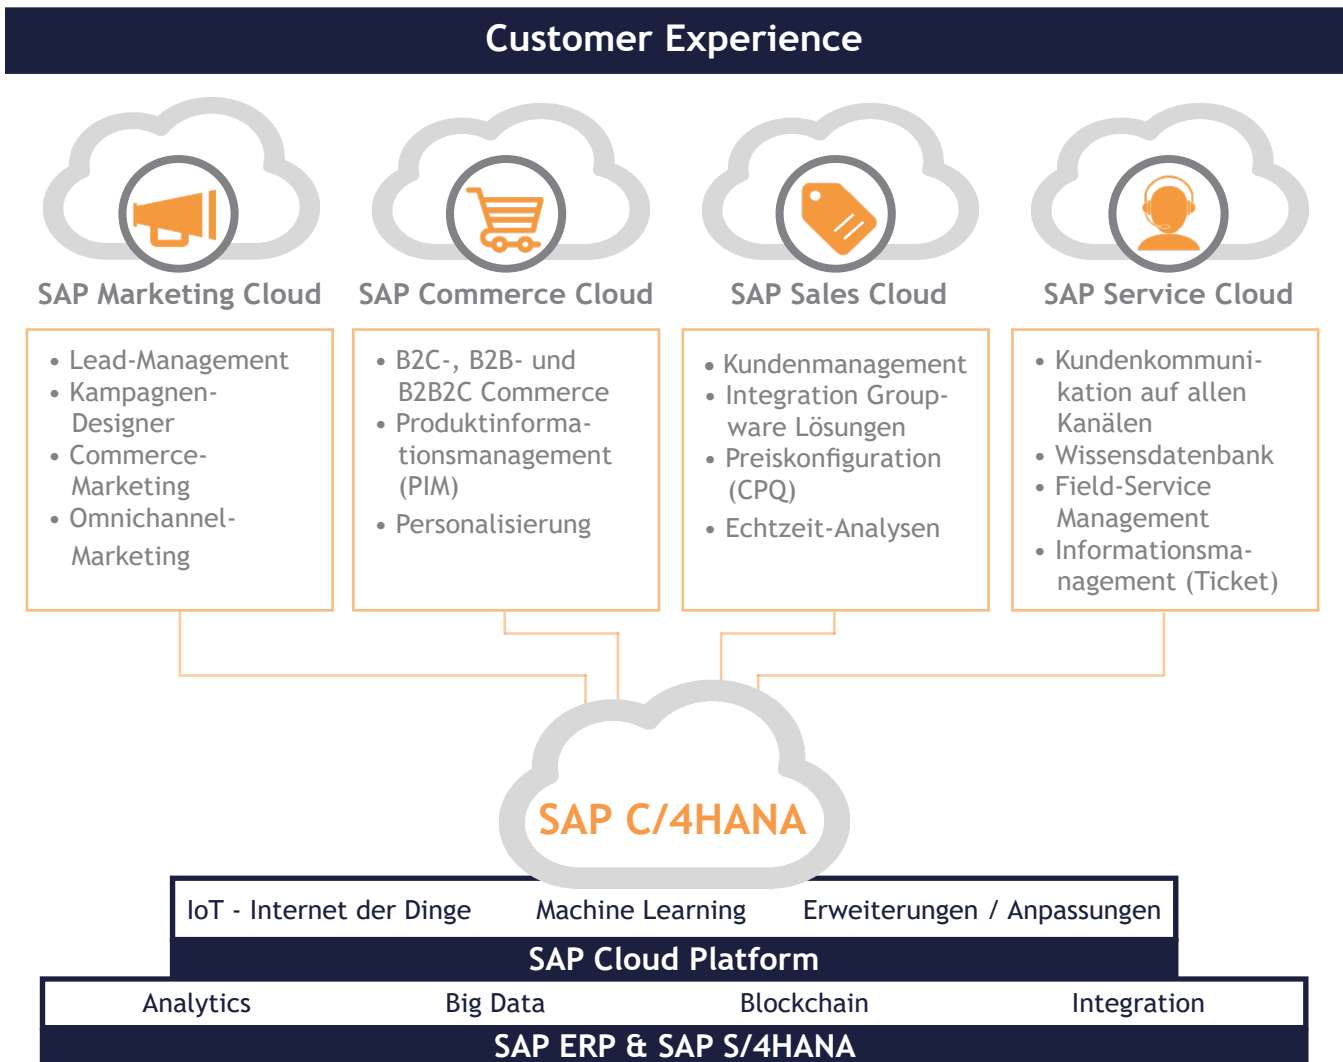 Customer Experience
SAP Marketing Cloud
• Lead-Management
• Kampagnen-
Designer
• Commerce-
Marketing
• Omnichannel-
Marketing
SAP Commerce Cloud
• B2C-, B2B- und
B2B2C Commerce
• Produktinforma-
tionsmanagement
(PIM)
• Personalisierung
SAP Sales Cloud
• Kundenmanagement
• Integration Group-
ware Lösungen
• Preiskonfiguration
(CPQ)
• Echtzeit-Analysen
SAP Service Cloud
• Kundenkommuni-
kation auf allen
Kanälen
• Wissensdatenbank
• Field-Service
Management
• Informationsma-
nagement (Ticket)
SAP C/4HANA
IoT - Internet der Dinge Machine Learning Erweiterungen / Anpassungen
SAP Cloud Platform
Analytics Big Data Blockchain Integration
SAP ERP & SAP S/4HANA